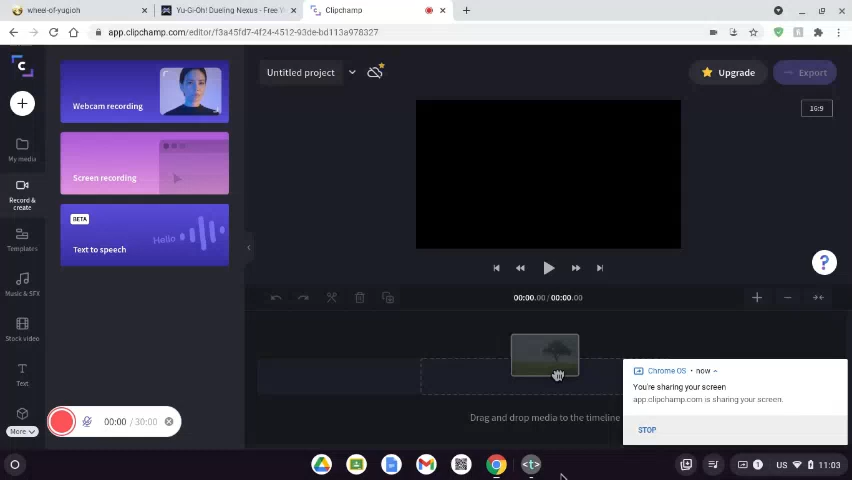 wheel-of-yugioh
Yu-Gi-Oh! Dueling Nexus - Free
Clipchamp
app.clipchamp.com/editor/f3a45fd7-4f24-4512-93de-bd113a978327
Untitled project
Upgrade
Export
16:9
My media
Record & create
Templates
Music & SFX
Stock video
Text
More
Webcam recording
Screen recording
BETA
Text to speech
Hello
00:00.00 / 00:00.00
Drag and drop media to the timeline
00:00 / 30:00
Chrome OS • now
You're sharing your screen
app.clipchamp.com is sharing your screen.
STOP
1
US
11:03